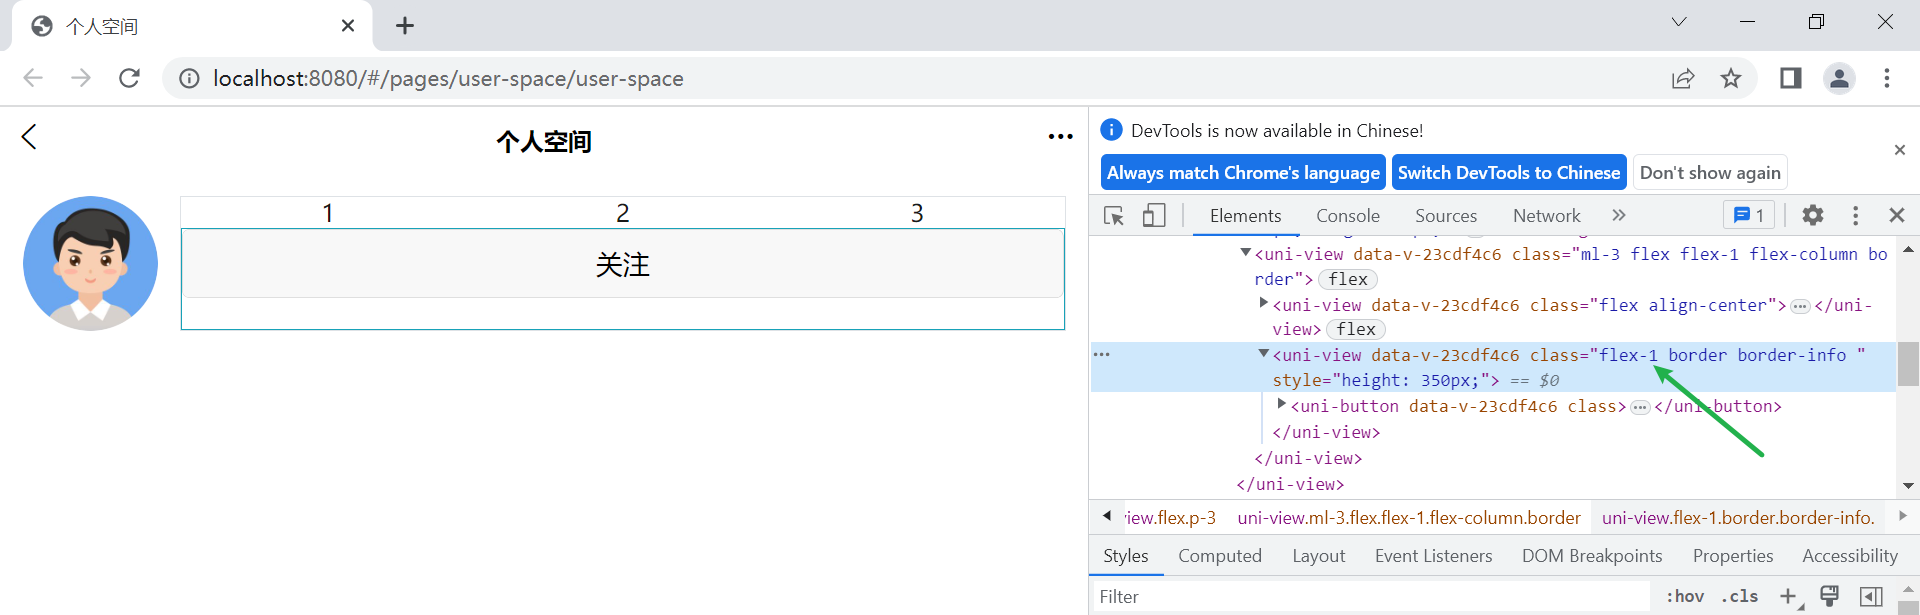 个人空间
localhost:8080/#/pages/user-space/user-space
个人空间
1 2 3
关注
DevTools is now available in Chinese!
Always match Chrome's language Switch DevTools to Chinese Don't show again
Elements Console Sources Network » 1
<uni-view data-v-23cdf4c6 class="ml-3 flex flex-1 flex-column bo
rder"> flex
<uni-view data-v-23cdf4c6 class="flex align-center"> … </uni-
view> flex
<uni-view data-v-23cdf4c6 class="flex-1 border border-info "
style="height: 350px;"> == $0
<uni-button data-v-23cdf4c6 class> … </uni-button>
</uni-view>
</uni-view>
</uni-view>
view.flex.p-3 uni-view.ml-3.flex.flex-1.flex-column.border uni-view.flex-1.border.border-info.
Styles Computed Layout Event Listeners DOM Breakpoints Properties Accessibility
Filter :hov .cls